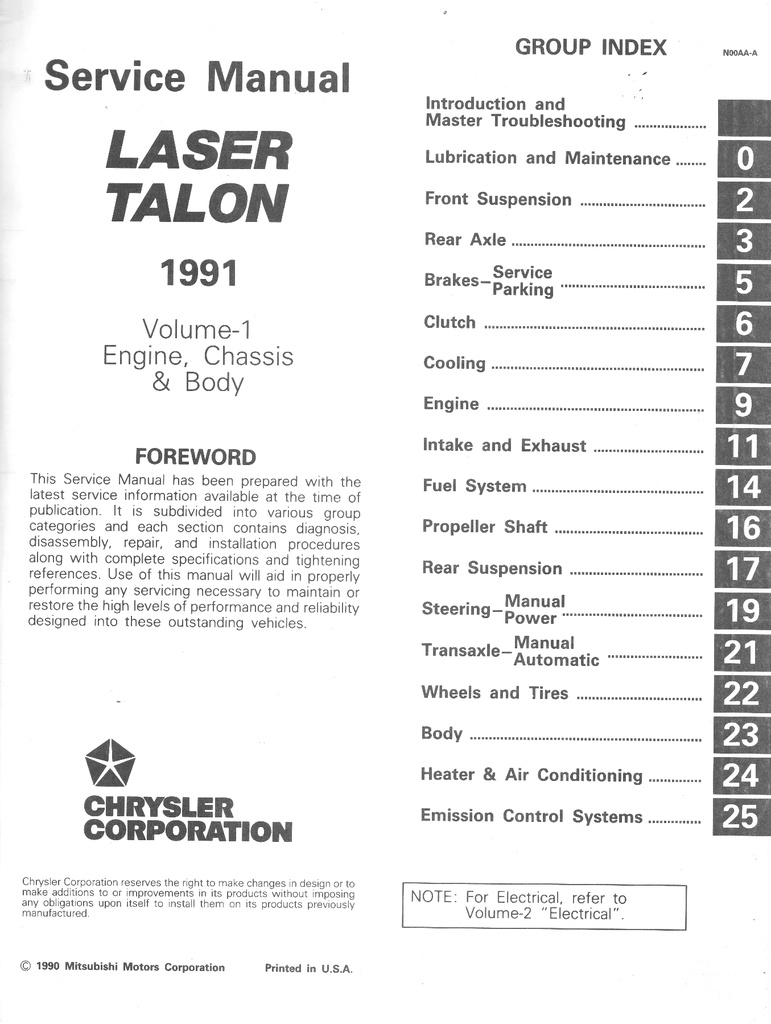 Service Manual
LASER
TALON
1991
Volume-1
Engine, Chassis
& Body
FOREWORD
This Service Manual has been prepared with the
latest service information available at the time of
publication. It is subdivided into various group
categories and each section contains diagnosis,
disassembly, repair, and installation procedures
along with complete specifications and tightening
references. Use of this manual will aid in properly
performing any servicing necessary to maintain or
restore the high levels of performance and reliability
designed into these outstanding vehicles.
CHRYSLER
CORPORATION
Chrysler Corporation reserves the right to make changes in design or to
make additions to or improvements in its products without imposing
any obligations upon itself to install them on its products previously
manufactured.
© 1990 Mitsubishi Motors Corporation Printed in U.S.A.
GROUP INDEX
N00AA-A
Introduction and
Master Troubleshooting ...................
Lubrication and Maintenance ........ 0
Front Suspension .................................. 2
Rear Axle .................................................... 3
Brakes–Service
Parking ....................................... 5
Clutch ........................................................... 6
Cooling ......................................................... 7
Engine .......................................................... 9
Intake and Exhaust .............................. 11
Fuel System .............................................. 14
Propeller Shaft ........................................ 16
Rear Suspension .................................... 17
Steering–Manual
Power ...................................... 19
Transaxle–Manual
Automatic .......................... 21
Wheels and Tires .................................. 22
Body .............................................................. 23
Heater & Air Conditioning .............. 24
Emission Control Systems .............. 25
NOTE: For Electrical, refer to
Volume-2 "Electrical".